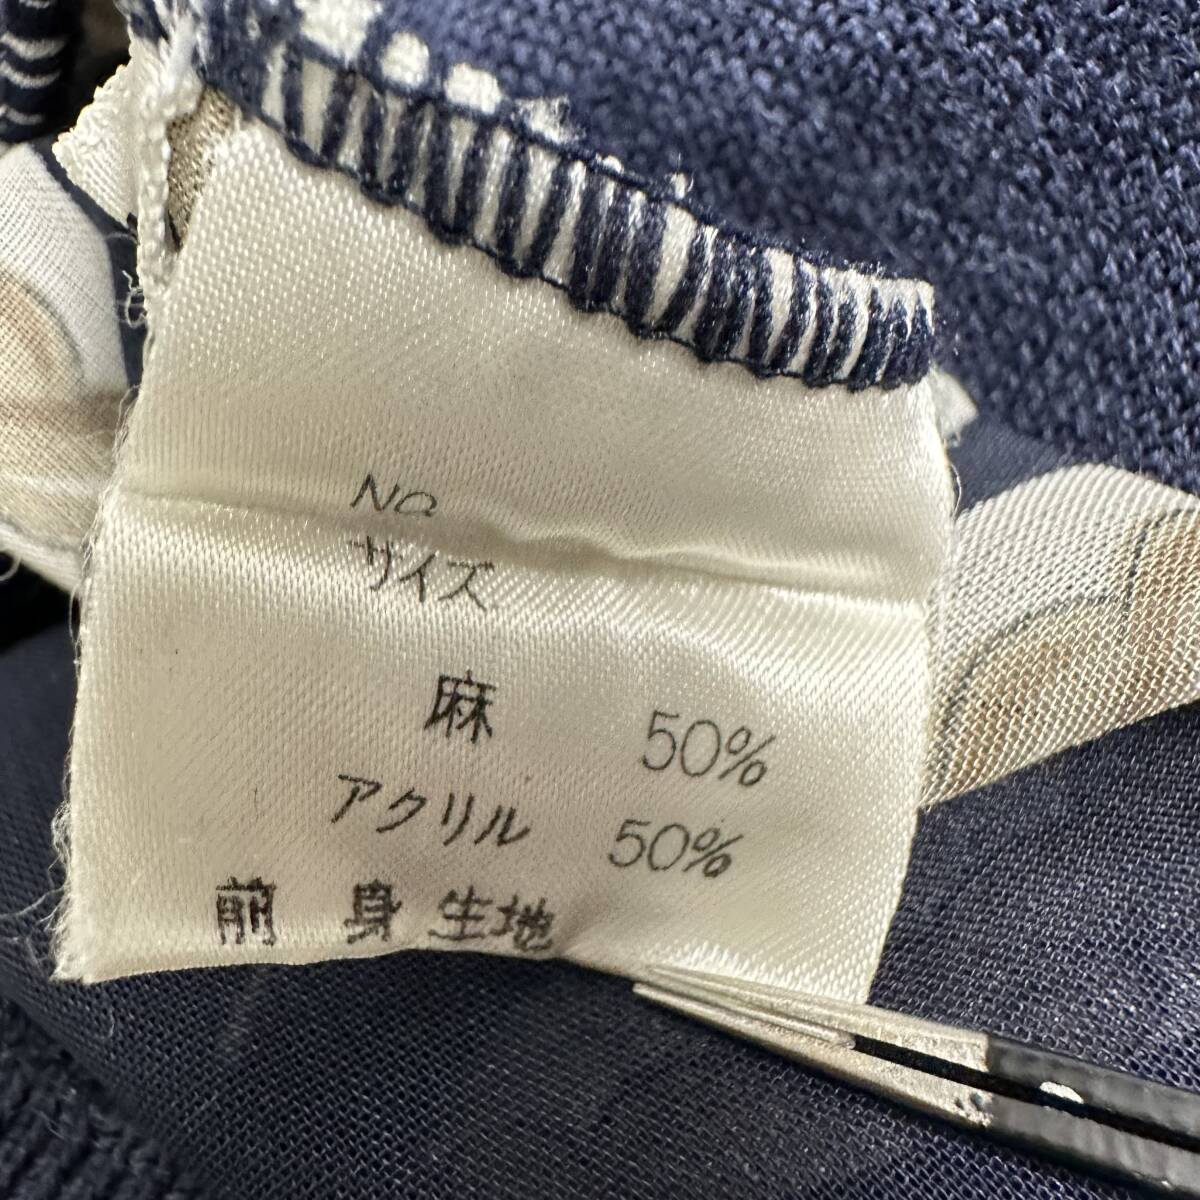 No
サイズ
麻 50%
アクリル 50%
前 身 生地